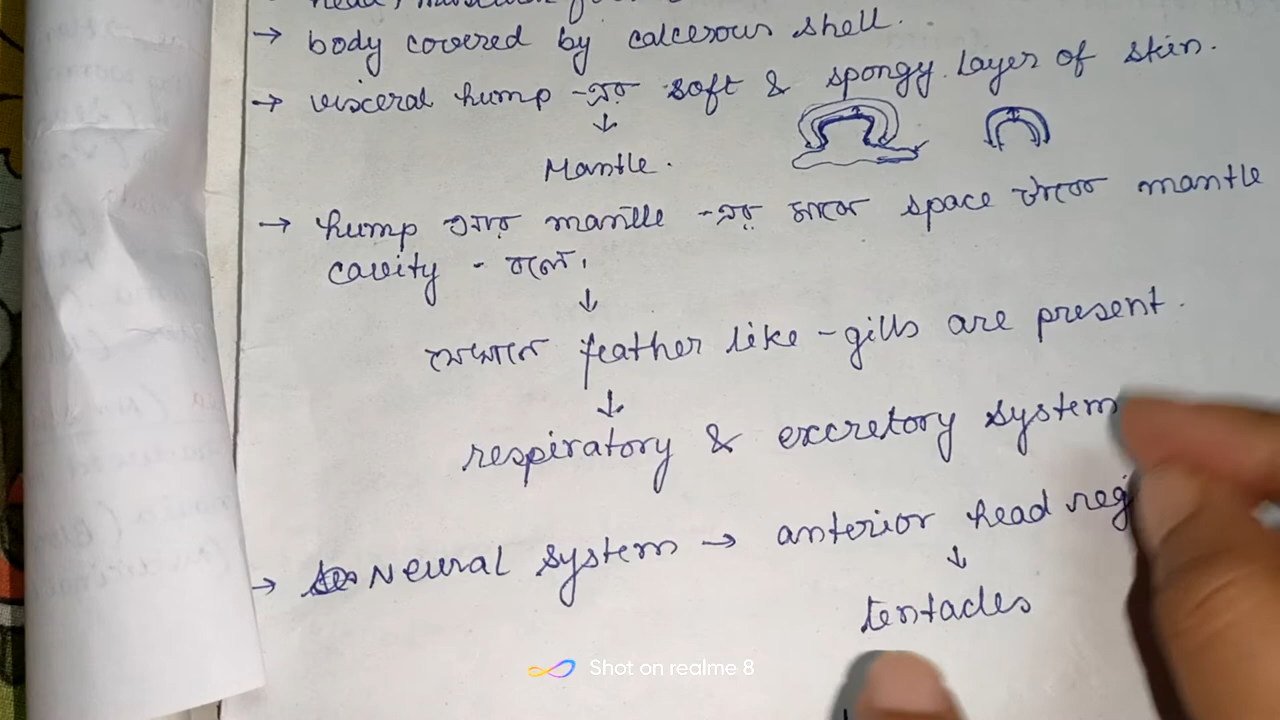 → body covered by calcerous shell.
→ visceral hump -এর soft & spongy layer of skin.
↓
Mantle.
→ hump আর mantle -এর মাঝে space টাকে mantle
cavity - বলে।
↓
যেখানে feather like - gills are present.
↓
respiratory & excretory system
→ Neural system → anterior head reg
↓
tentacles
Shot on realme 8